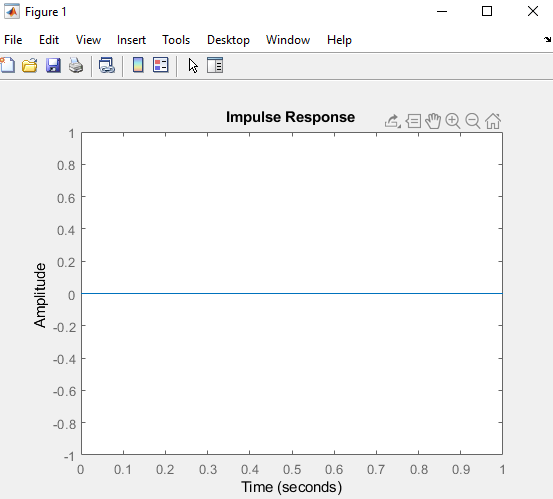 Figure 1
File Edit View Insert Tools Desktop Window Help
Impulse Response
1
0.8
0.6
0.4
0.2
0
-0.2
-0.4
-0.6
-0.8
-1
Amplitude
0 0.1 0.2 0.3 0.4 0.5 0.6 0.7 0.8 0.9 1
Time (seconds)